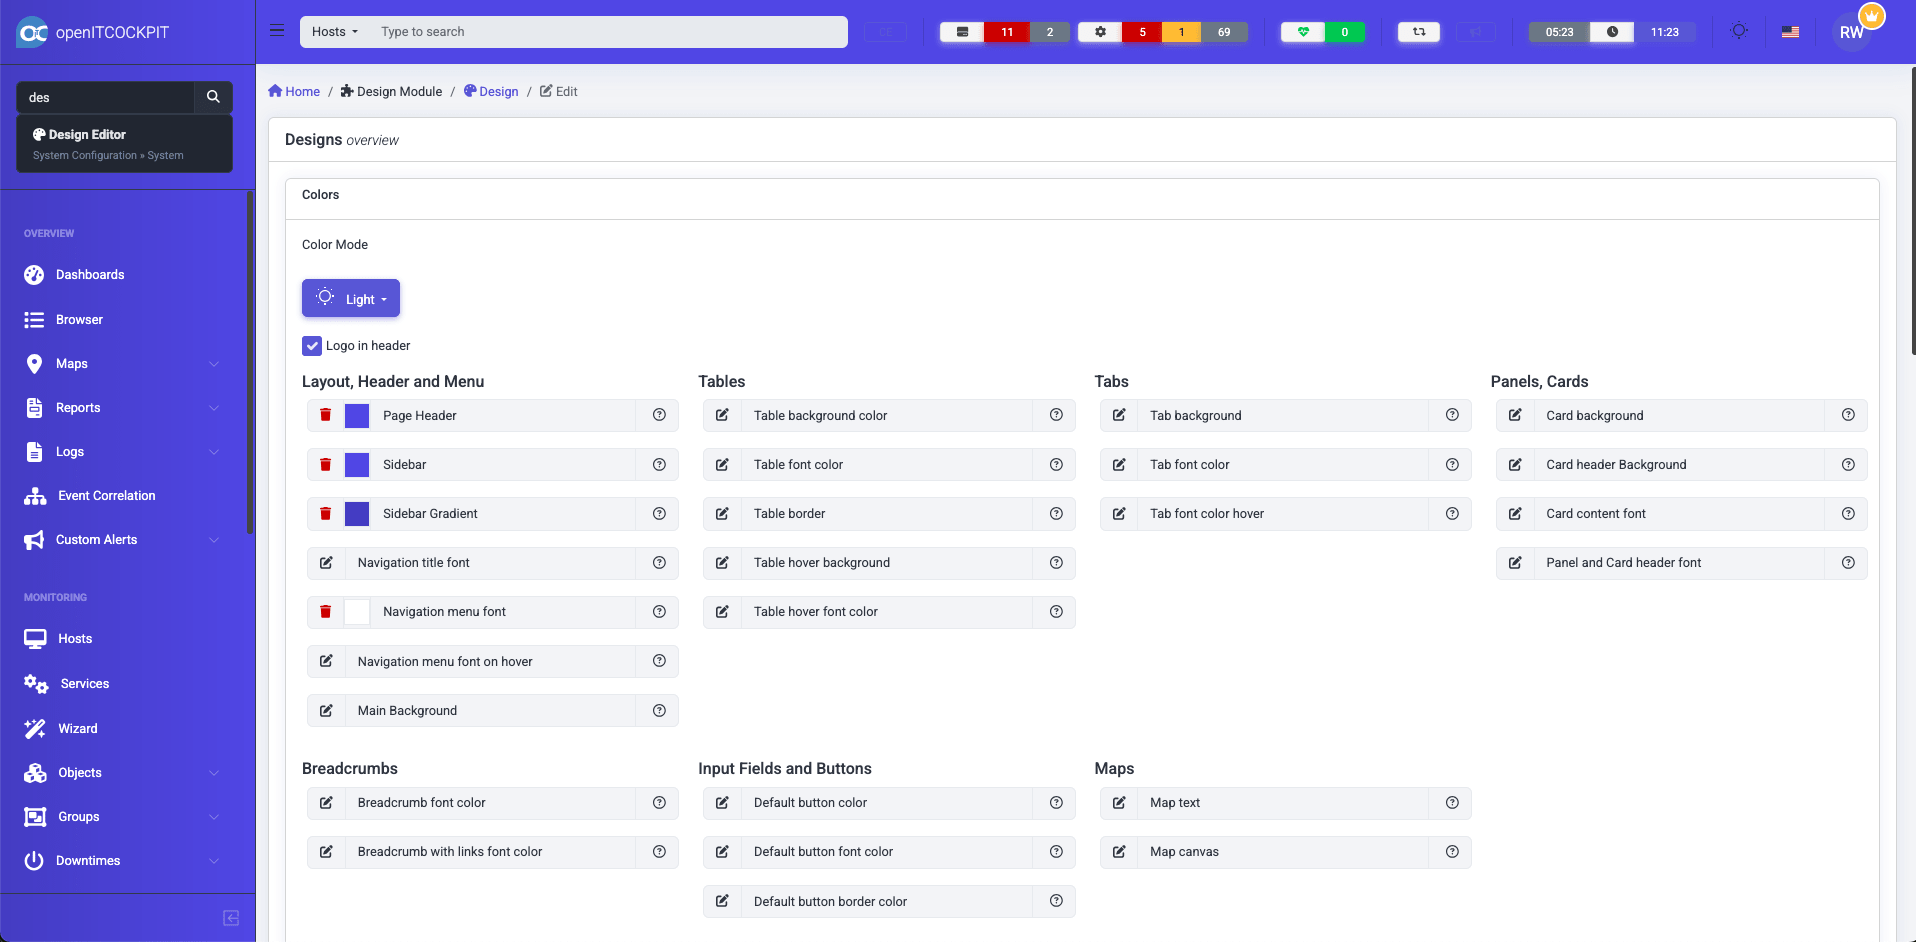 openITCOCKPIT
Hosts
Type to search
CE
11
2
5
1
69
0
05:23
11:23
RW
des
Design Editor
System Configuration » System
OVERVIEW
Dashboards
Browser
Maps
Reports
Logs
Event Correlation
Custom Alerts
MONITORING
Hosts
Services
Wizard
Objects
Groups
Downtimes
Home / Design Module / Design / Edit
Designs overview
Colors
Color Mode
Light
Logo in header
Layout, Header and Menu
Page Header
Sidebar
Sidebar Gradient
Navigation title font
Navigation menu font
Navigation menu font on hover
Main Background
Tables
Table background color
Table font color
Table border
Table hover background
Table hover font color
Tabs
Tab background
Tab font color
Tab font color hover
Panels, Cards
Card background
Card header Background
Card content font
Panel and Card header font
Breadcrumbs
Breadcrumb font color
Breadcrumb with links font color
Input Fields and Buttons
Default button color
Default button font color
Default button border color
Maps
Map text
Map canvas